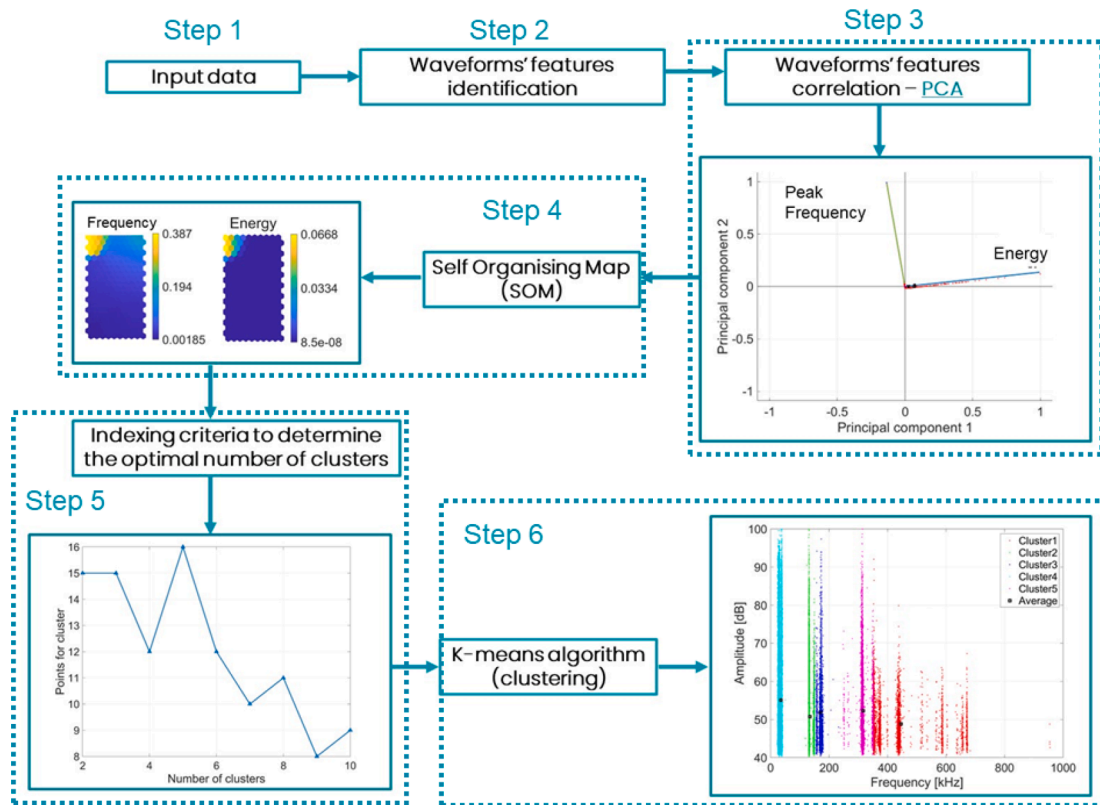 Step 1
Input data
Step 2
Waveforms' features
identification
Step 3
Waveforms' features
correlation – PCA
Peak
Frequency
Energy
Principal component 2
1
0.5
0
-0.5
-1
-1
-0.5
0
0.5
1
Principal component 1
Step 4
Self Organising Map
(SOM)
Frequency
0.387
0.194
0.00185
Energy
0.0668
0.0334
8.5e-08
Step 5
Indexing criteria to determine
the optimal number of clusters
Points for cluster
16
15
14
13
12
11
10
9
8
2
4
6
8
10
Number of clusters
Step 6
K-means algorithm
(clustering)
Amplitude [dB]
100
90
80
70
60
50
40
0
200
400
600
800
1000
Frequency [kHz]
Cluster1
Cluster2
Cluster3
Cluster4
Cluster5
Average